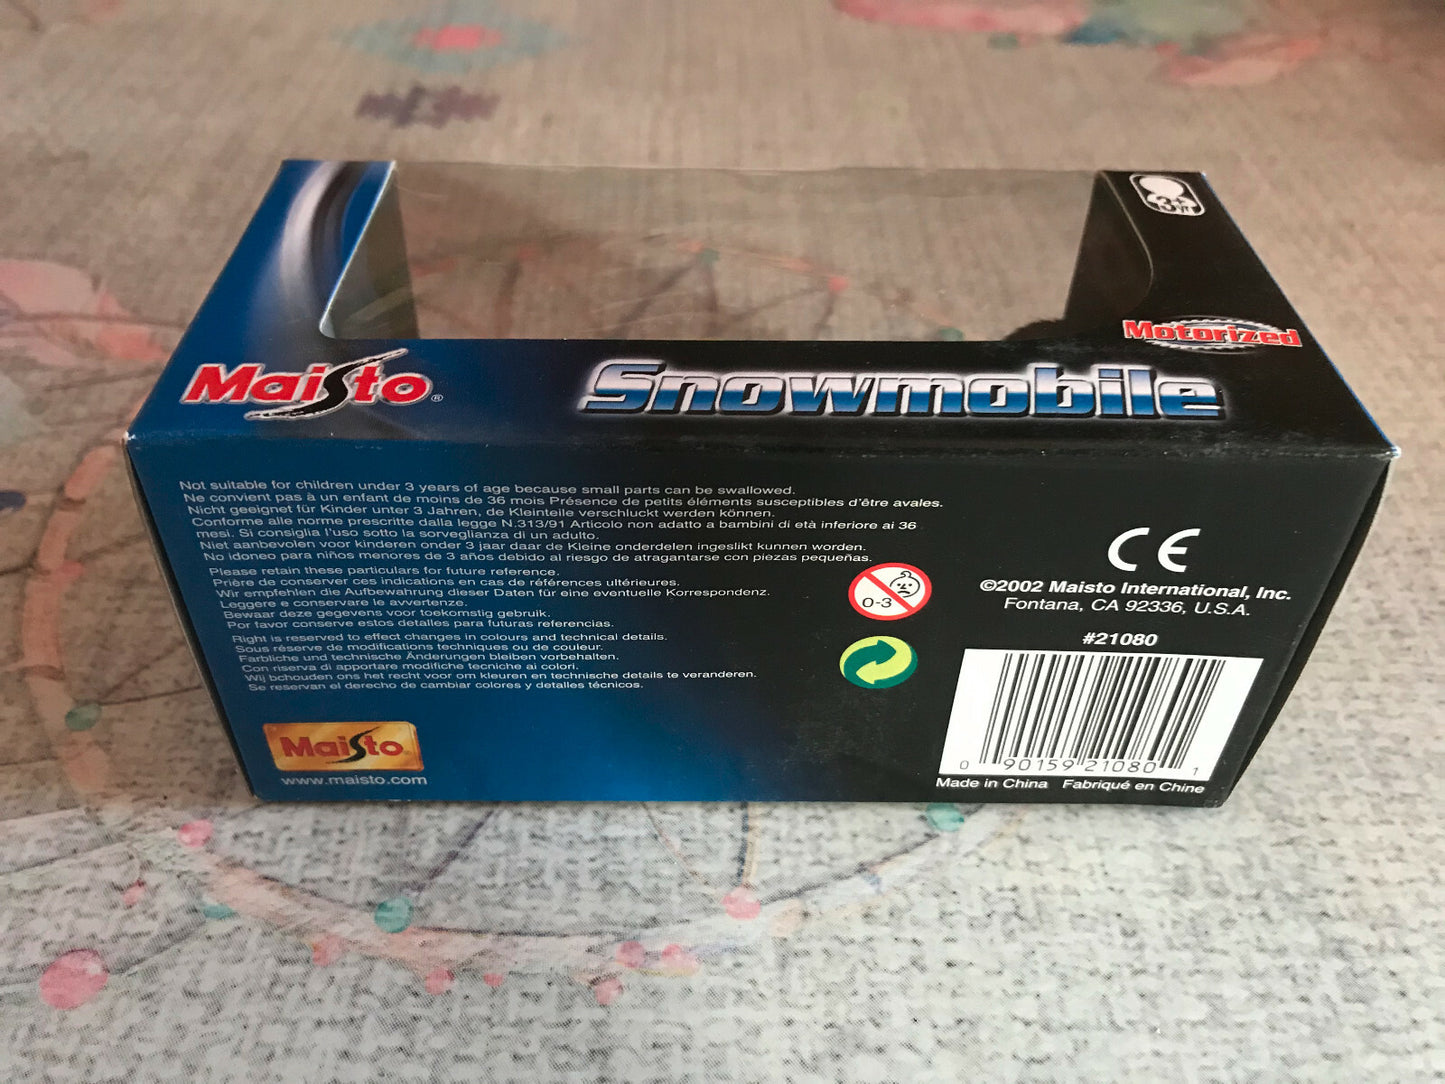 3+
yr
Motorized
Maisto®
Snowmobile
Not suitable for children under 3 years of age because small parts can be swallowed.
Ne convient pas à un enfant de moins de 36 mois Présence de petits éléments susceptibles d'être avales.
Nicht geeignet für Kinder unter 3 Jahren, de Kleinteile verschluckt werden können.
Conforme alle norme prescritte dalla legge N.313/91 Articolo non adatto a bambini di età inferiore ai 36
mesi. Si consiglia l'uso sotto la sorveglianza di un adulto.
Niet aanbevolen voor kinderen onder 3 jaar daar de Kleine onderdelen ingeslikt kunnen worden.
No idoneo para niños menores de 3 años debido al riesgo de atragantarse con piezas pequeñas.
Please retain these particulars for future reference.
Prière de conserver ces indications en cas de références ultérieures.
Wir empfehlen die Aufbewahrung dieser Daten für eine eventuelle Korrespondenz.
Leggere e conservare le avvertenze.
Bewaar deze gegevens voor toekomstig gebruik.
Por favor conserve estos detalles para futuras referencias.
Right is reserved to effect changes in colours and technical details.
Sous réserve de modifications techniques ou de couleur.
Farbliche und technische Änderungen bleiben vorbehalten.
Con riserva di apportare modifiche tecniche ai colori.
Wij bchouden ons het recht voor om kleuren en technische details te veranderen.
Se reservan el derecho de cambiar colores y detalles técnicos.
0-3
CE
©2002 Maisto International, Inc.
Fontana, CA 92336, U.S.A.
#21080
0 90159 21080 1
Made in China Fabriqué en Chine
Maisto
www.maisto.com